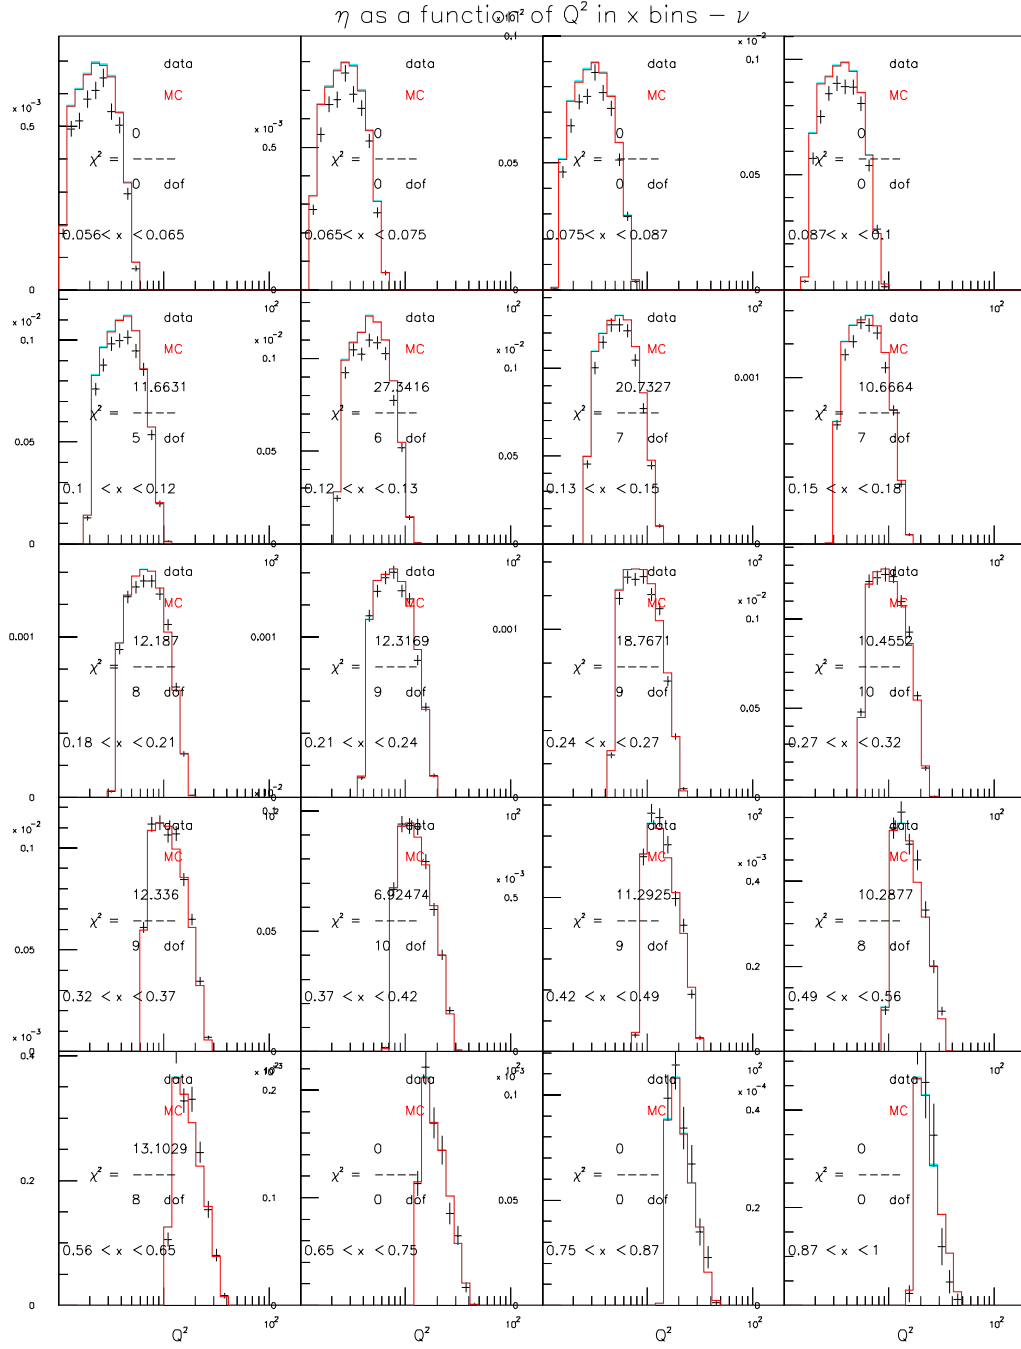 η as a function of Q² in x bins − ν
data
MC
χ² = 0 / 0 dof
0.056< x <0.065
data
MC
χ² = 0 / 0 dof
0.065< x <0.075
data
MC
χ² = 0 / 0 dof
0.075< x <0.087
data
MC
χ² = 0 / 0 dof
0.087< x <0.1
data
MC
χ² = 11.6631 / 5 dof
0.1 < x <0.12
data
MC
χ² = 27.3416 / 6 dof
0.12 < x <0.13
data
MC
χ² = 20.7327 / 7 dof
0.13 < x <0.15
data
MC
χ² = 10.6664 / 7 dof
0.15 < x <0.18
data
MC
χ² = 12.187 / 8 dof
0.18 < x <0.21
data
MC
χ² = 12.3169 / 9 dof
0.21 < x <0.24
data
MC
χ² = 18.7671 / 9 dof
0.24 < x <0.27
data
MC
χ² = 10.4552 / 10 dof
0.27 < x <0.32
data
MC
χ² = 12.336 / 9 dof
0.32 < x <0.37
data
MC
χ² = 6.92474 / 10 dof
0.37 < x <0.42
data
MC
χ² = 11.2925 / 9 dof
0.42 < x <0.49
data
MC
χ² = 10.2877 / 8 dof
0.49 < x <0.56
data
MC
χ² = 13.1029 / 8 dof
0.56 < x <0.65
data
MC
χ² = 0 / 0 dof
0.65 < x <0.75
data
MC
χ² = 0 / 0 dof
0.75 < x <0.87
data
MC
χ² = 0 / 0 dof
0.87 < x <1
Q² Q² Q² Q²